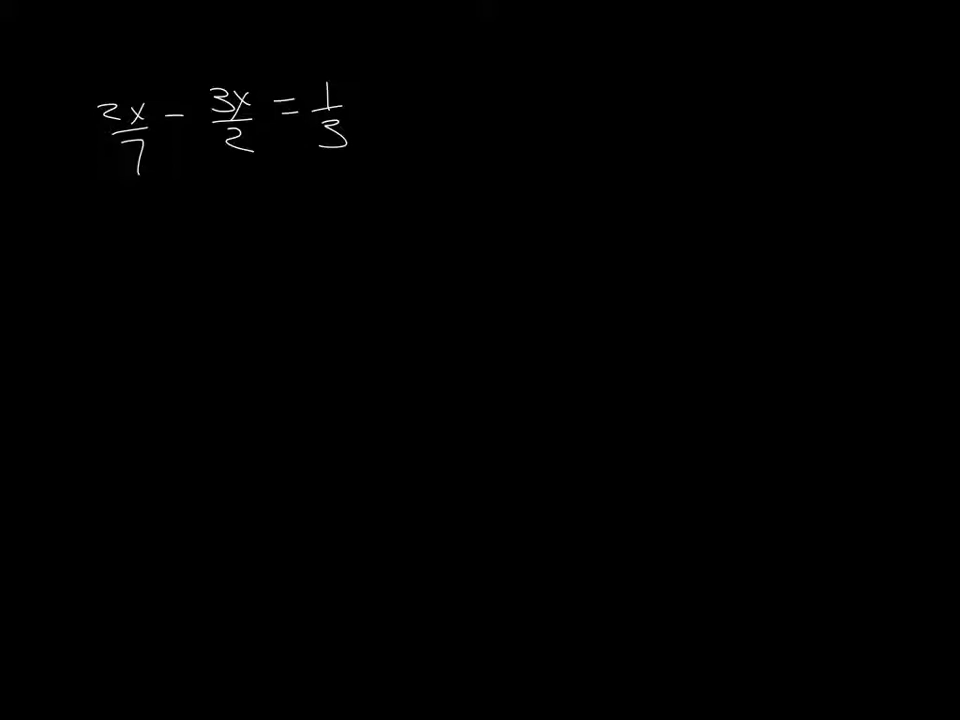 2x/7 - 3x/2 = 1/3